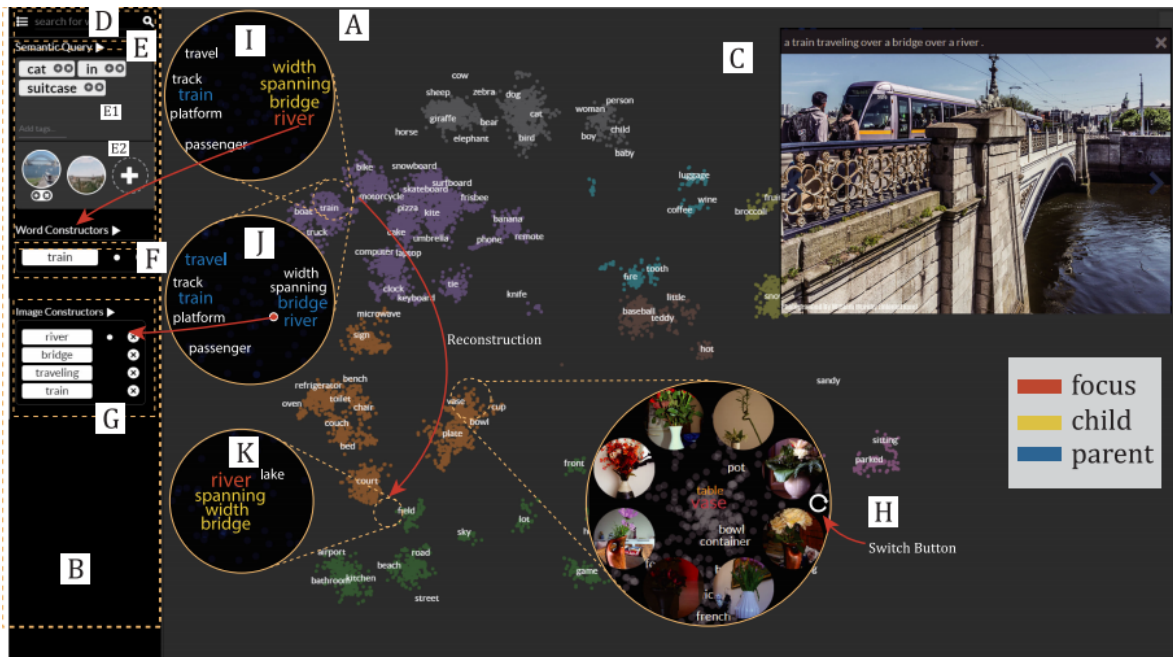 D
search for
E
Semantic Query ▶
cat
in
suitcase
E1
Add tags...
E2
Word Constructors ▶
train
F
Image Constructors ▶
river
bridge
traveling
train
G
B
I
travel
track
train
platform
passenger
width
spanning
bridge
river
J
travel
track
train
platform
passenger
width
spanning
bridge
river
K
river
lake
spanning
width
bridge
A
cow
sheep
zebra
dog
giraffe
bear
cat
horse
elephant
bird
woman
person
boy
child
baby
bike
snowboard
surfboard
skateboard
motorcycle
frisbee
boat
train
pizza
kite
truck
cake
umbrella
banana
phone
remote
computer
laptop
clock
keyboard
tie
knife
microwave
sign
luggage
wine
coffee
broccoli
tooth
fire
little
baseball
teddy
hot
Reconstruction
refrigerator
bench
oven
toilet
chair
couch
bed
vase
cup
bowl
plate
court
field
front
lot
sky
airport
road
beach
bathroom
kitchen
street
game
sandy
sitting
parked
C
a train traveling over a bridge over a river .
pot
table
vase
bowl
container
french
H
Switch Button
focus
child
parent